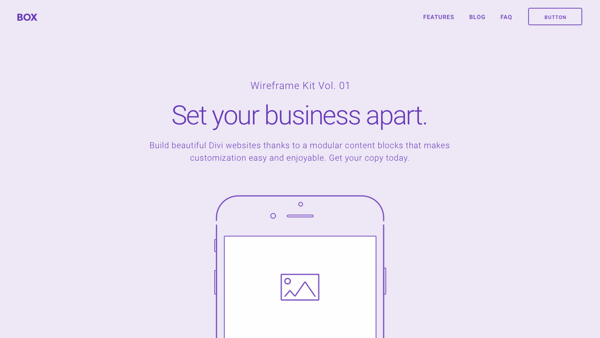 BOX
FEATURES BLOG FAQ BUTTON
Wireframe Kit Vol. 01
Set your business apart.
Build beautiful Divi websites thanks to a modular content blocks that makes
customization easy and enjoyable. Get your copy today.